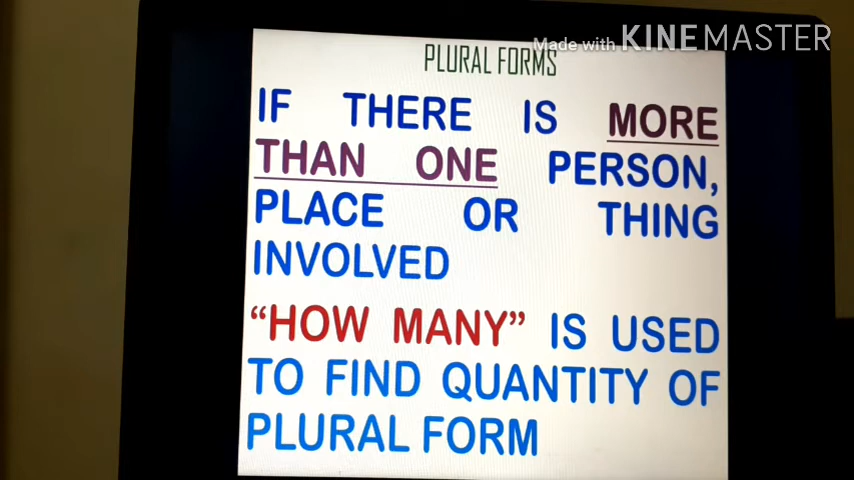 Made with KINEMASTER
PLURAL FORMS
IF THERE IS MORE
THAN ONE PERSON,
PLACE OR THING
INVOLVED
“HOW MANY” IS USED
TO FIND QUANTITY OF
PLURAL FORM